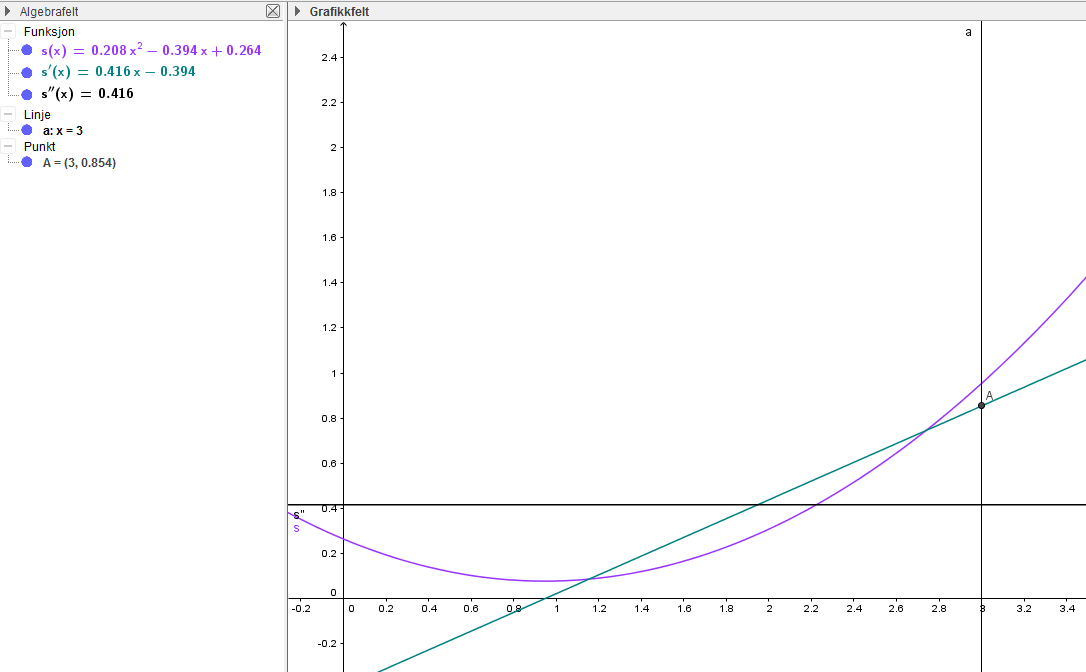 Algebrafelt
Funksjon
s(x) = 0.208 x² − 0.394 x + 0.264
s′(x) = 0.416 x − 0.394
s″(x) = 0.416
Linje
a: x = 3
Punkt
A = (3, 0.854)
Grafikkfelt
a
2.4
2.2
2
1.8
1.6
1.4
1.2
1
0.8
0.6
0.4
0.2
0
-0.2
A
s"
s
-0.2 0 0.2 0.4 0.6 0.8 1 1.2 1.4 1.6 1.8 2 2.2 2.4 2.6 2.8 3 3.2 3.4